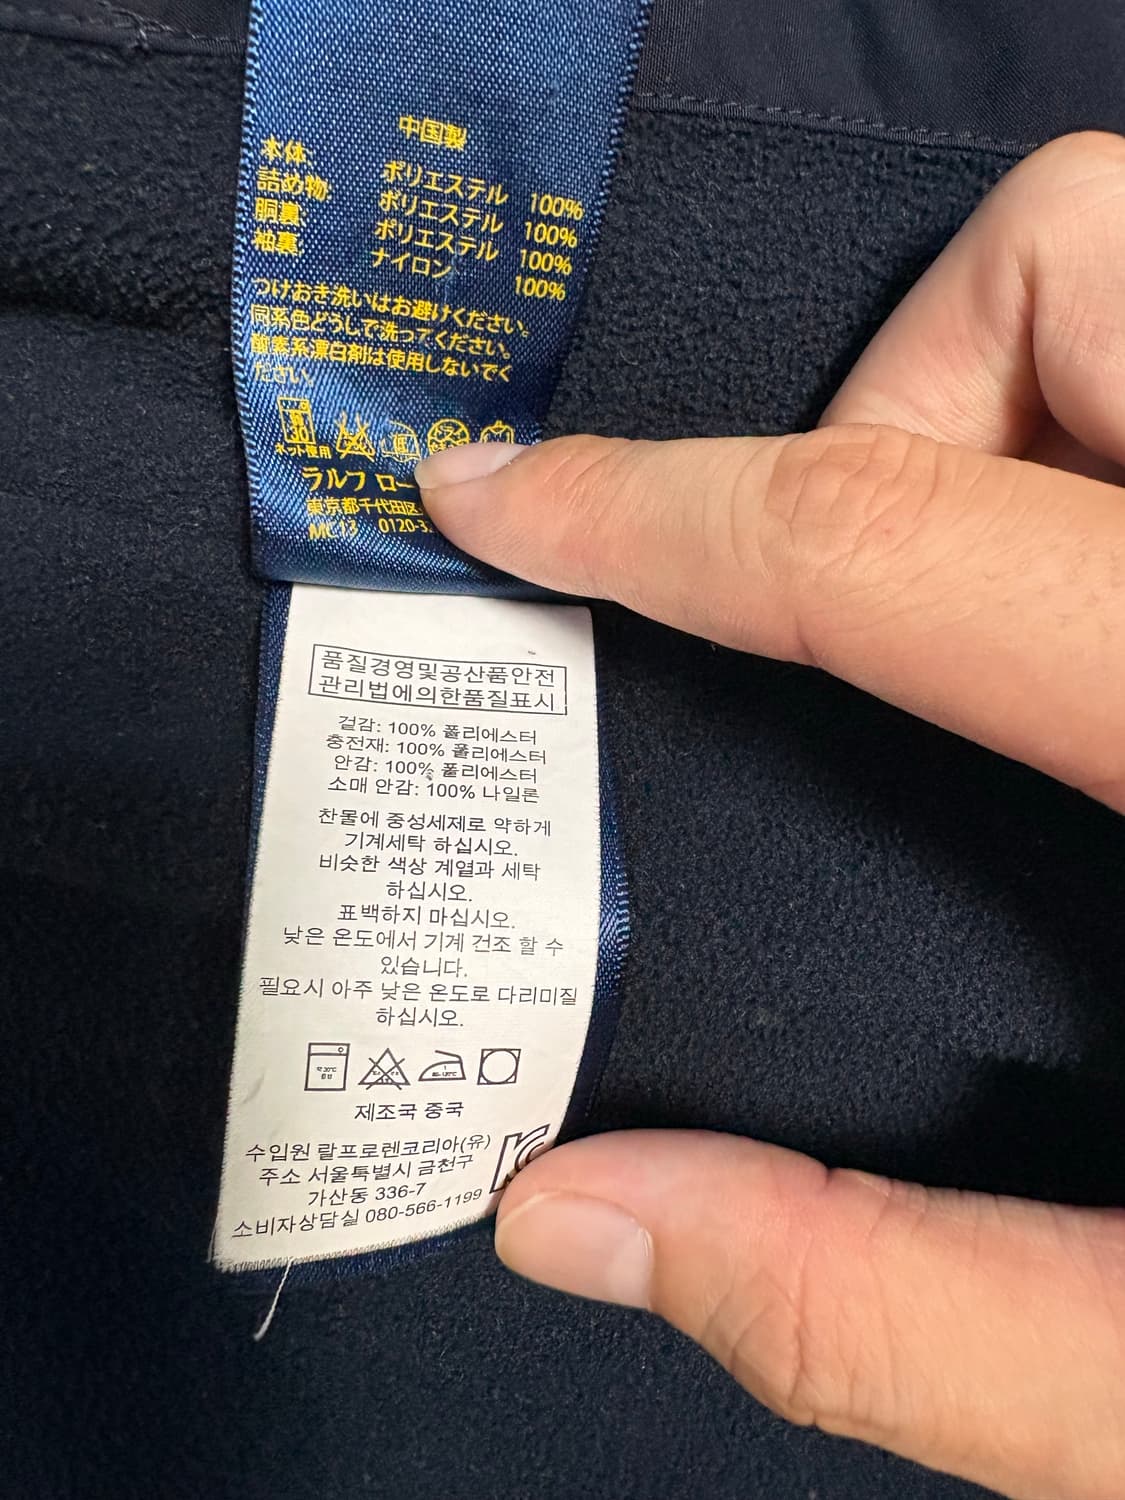 中国製
本体: ポリエステル 100%
詰め物: ポリエステル 100%
胴裏: ポリエステル 100%
袖裏: ナイロン 100%
つけおき洗いはお避けください。
同系色どうしで洗ってください。
酸素系漂白剤は使用しないでく
ださい。
30
低
ドライ
ネット使用
ラルフ ロー
東京都千代田区
MC13 0120-3
품질경영및공산품안전
관리법에의한품질표시
겉감: 100% 폴리에스터
충전재: 100% 폴리에스터
안감: 100% 폴리에스터
소매 안감: 100% 나일론
찬물에 중성세제로 약하게
기계세탁 하십시오.
비슷한 색상 계열과 세탁
하십시오.
표백하지 마십시오.
낮은 온도에서 기계 건조 할 수
있습니다.
필요시 아주 낮은 온도로 다리미질
하십시오.
약 30℃
제조국 중국
수입원 랄프로렌코리아(유)
주소 서울특별시 금천구
가산동 336-7
소비자상담실 080-566-1199